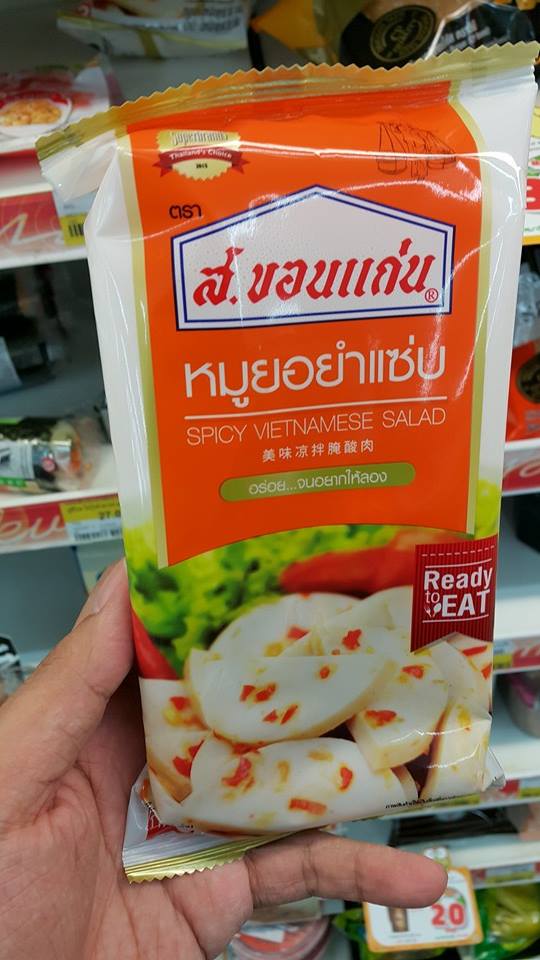 Superbrands
Thailand's Choice
2015
ตรา
ส.ขอนแก่น ®
หมูยอยำแซ่บ
SPICY VIETNAMESE SALAD
美味凉拌腌酸肉
อร่อย...จนอยากให้ลอง
Ready
to
EAT
20